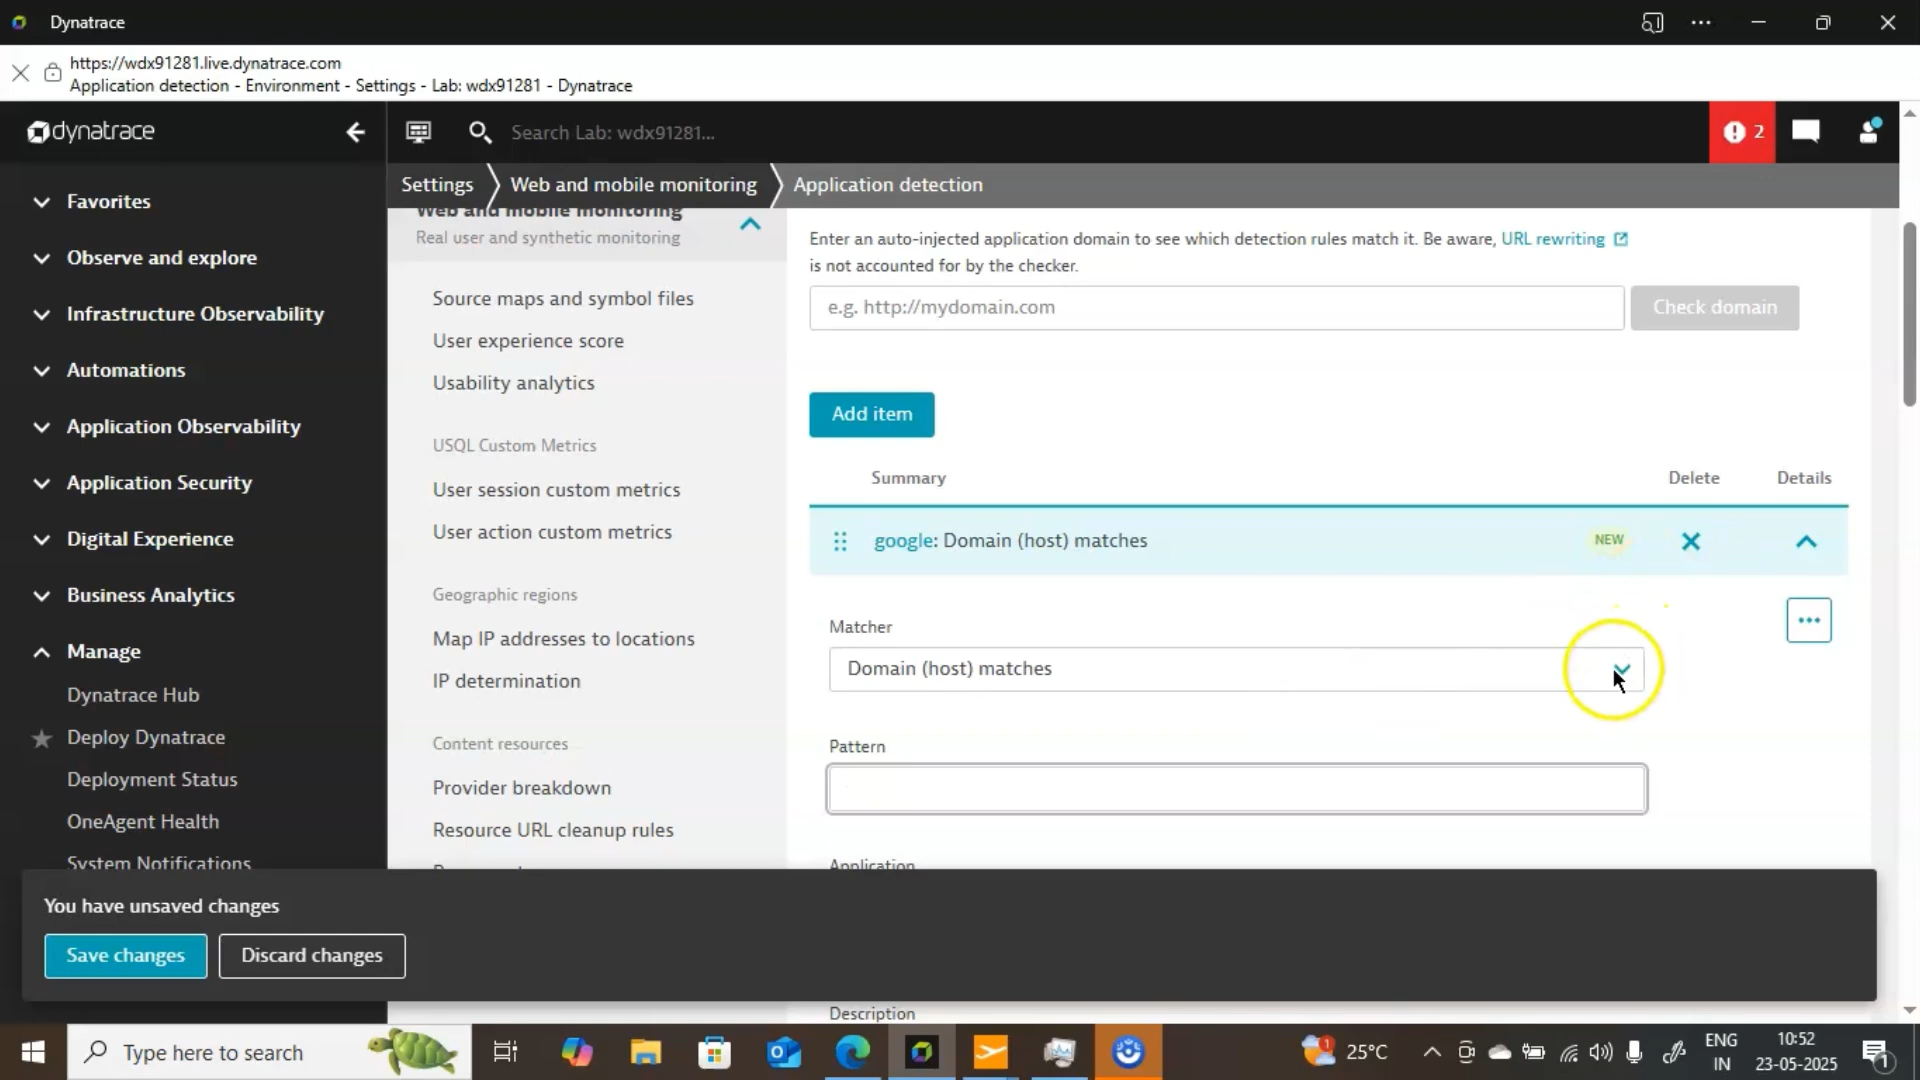 Dynatrace
https://wdx91281.live.dynatrace.com
Application detection - Environment - Settings - Lab: wdx91281 - Dynatrace
dynatrace
Search Lab: wdx91281...
2
Settings
Web and mobile monitoring
Application detection
Favorites
Observe and explore
Infrastructure Observability
Automations
Application Observability
Application Security
Digital Experience
Business Analytics
Manage
Dynatrace Hub
Deploy Dynatrace
Deployment Status
OneAgent Health
System Notifications
Web and mobile monitoring
Real user and synthetic monitoring
Source maps and symbol files
User experience score
Usability analytics
USQL Custom Metrics
User session custom metrics
User action custom metrics
Geographic regions
Map IP addresses to locations
IP determination
Content resources
Provider breakdown
Resource URL cleanup rules
Enter an auto-injected application domain to see which detection rules match it. Be aware, URL rewriting
is not accounted for by the checker.
e.g. http://mydomain.com
Check domain
Add item
Summary
Delete
Details
google: Domain (host) matches
NEW
Matcher
Domain (host) matches
Pattern
Application
You have unsaved changes
Save changes
Discard changes
Description
Type here to search
1
25°C
ENG
IN
10:52
23-05-2025
1